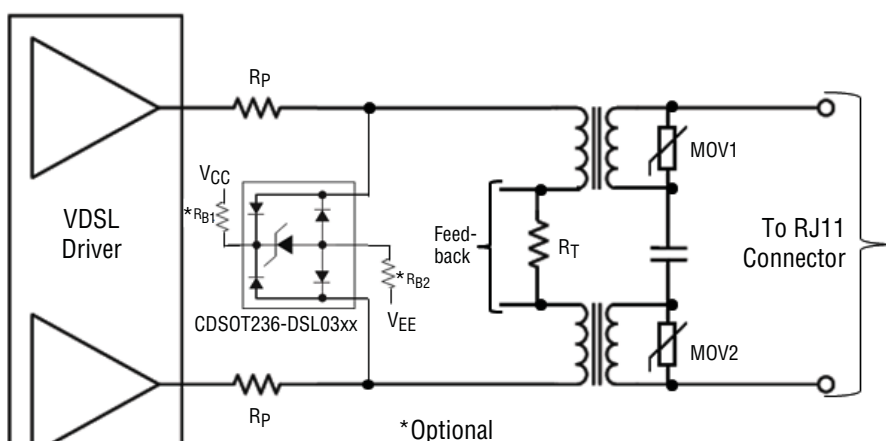 RP
VDSL
Driver
VCC
*RB1
*RB2
VEE
CDSOT236-DSL03xx
Feed-
back
RT
MOV1
To RJ11
Connector
MOV2
RP
*Optional